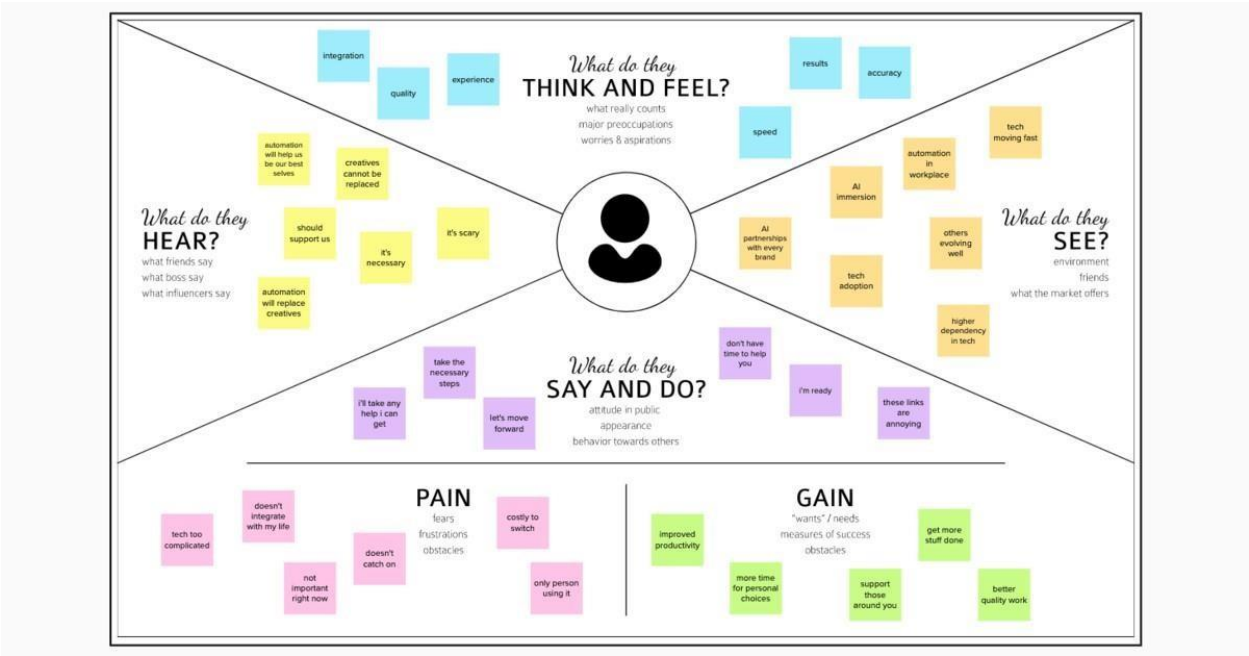 What do they
THINK AND FEEL?
what really counts
major preoccupations
worries & aspirations
integration
quality
experience
results
accuracy
speed
What do they
HEAR?
what friends say
what boss say
what influencers say
automation
will help us
be our best
selves
creatives
cannot be
replaced
should
support us
it's
necessary
it's scary
automation
will replace
creatives
What do they
SEE?
environment
friends
what the market offers
tech
moving fast
automation
in
workplace
AI
immersion
AI
partnerships
with every
brand
others
evolving
well
tech
adoption
higher
dependency
in tech
What do they
SAY AND DO?
attitude in public
appearance
behavior towards others
take the
necessary
steps
i'll take any
help i can
get
let's move
forward
don't have
time to help
you
i'm ready
these links
are
annoying
PAIN
fears
frustrations
obstacles
tech too
complicated
doesn't
integrate
with my life
not
important
right now
doesn't
catch on
costly to
switch
only person
using it
GAIN
"wants" / needs
measures of success
obstacles
improved
productivity
more time
for personal
choices
support
those
around you
get more
stuff done
better
quality work